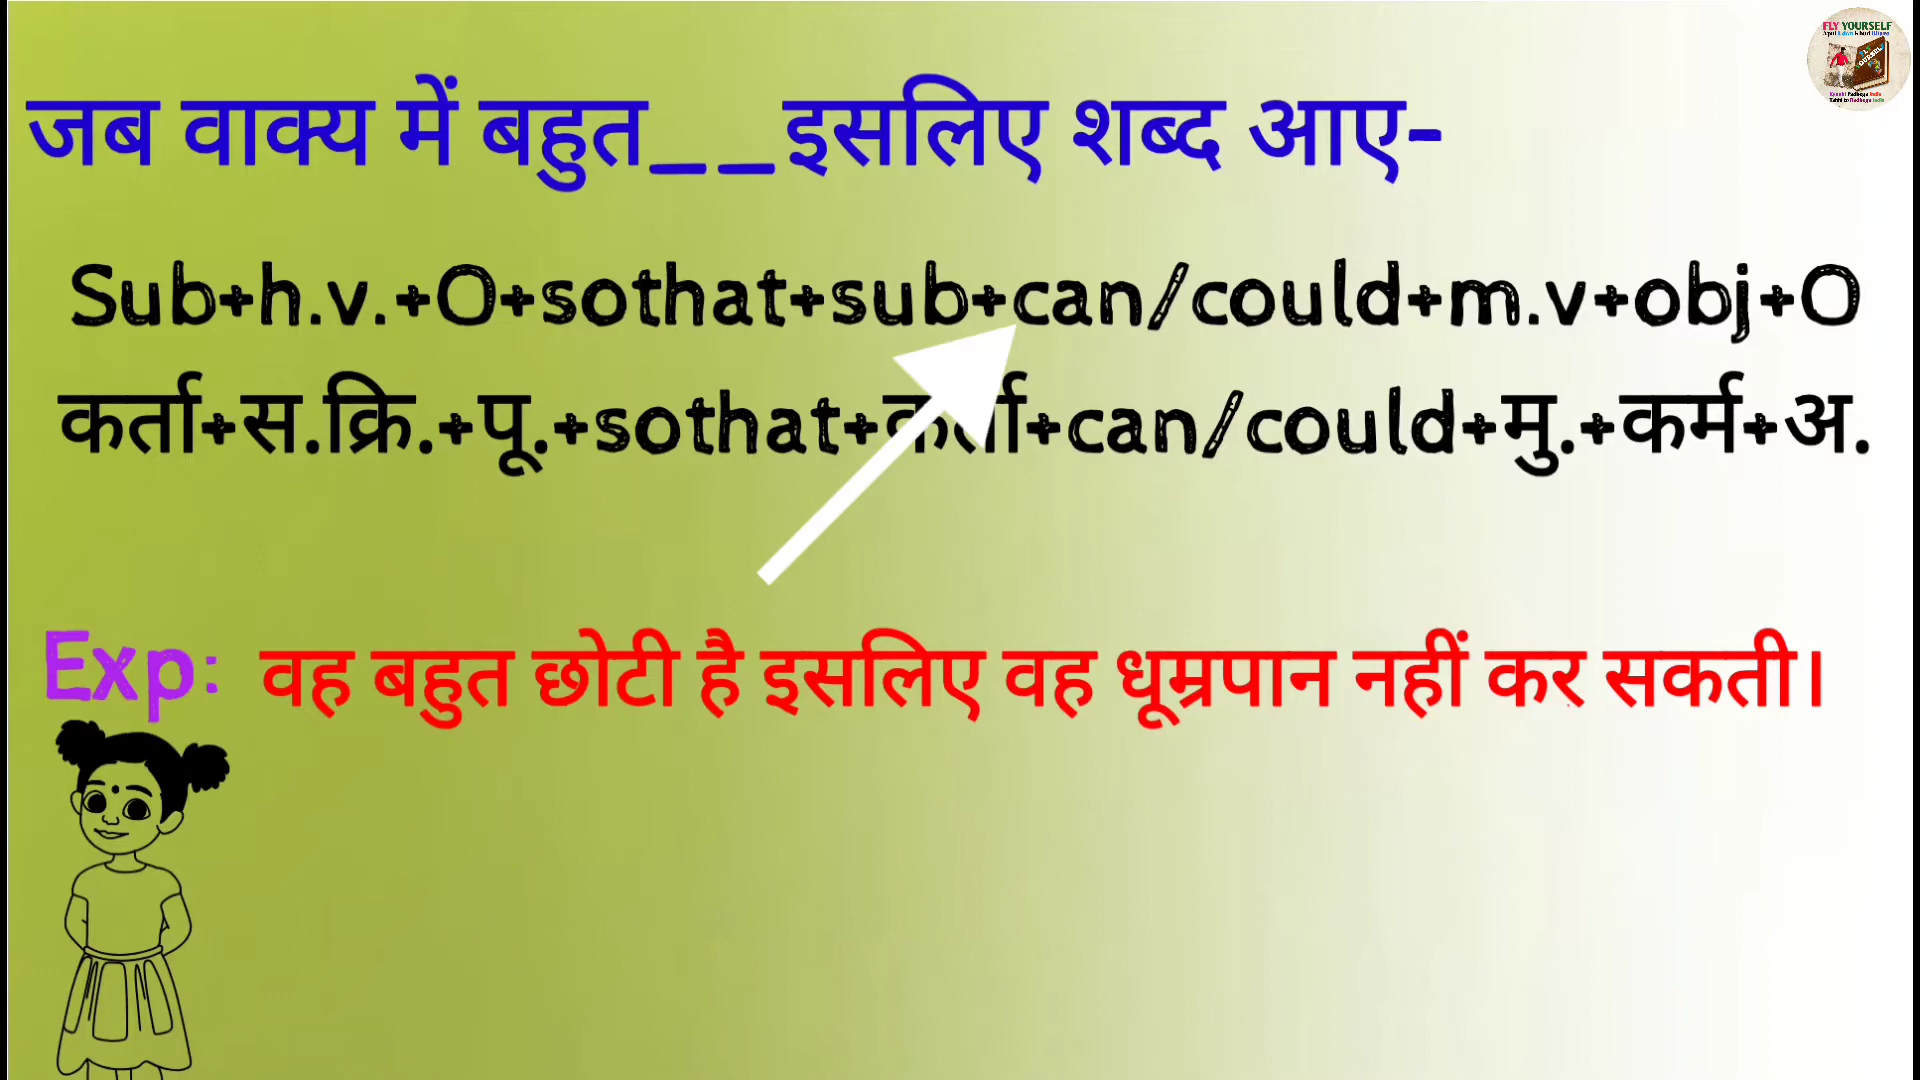 FLY YOURSELF
जब वाक्य में बहुत__इसलिए शब्द आए-
Sub+h.v.+O+sothat+sub+can/could+m.v+obj+O
कर्ता+स.क्रि.+पू.+sothat+कर्ता+can/could+मु.+कर्म+अ.
Exp: वह बहुत छोटी है इसलिए वह धूम्रपान नहीं कर सकती।